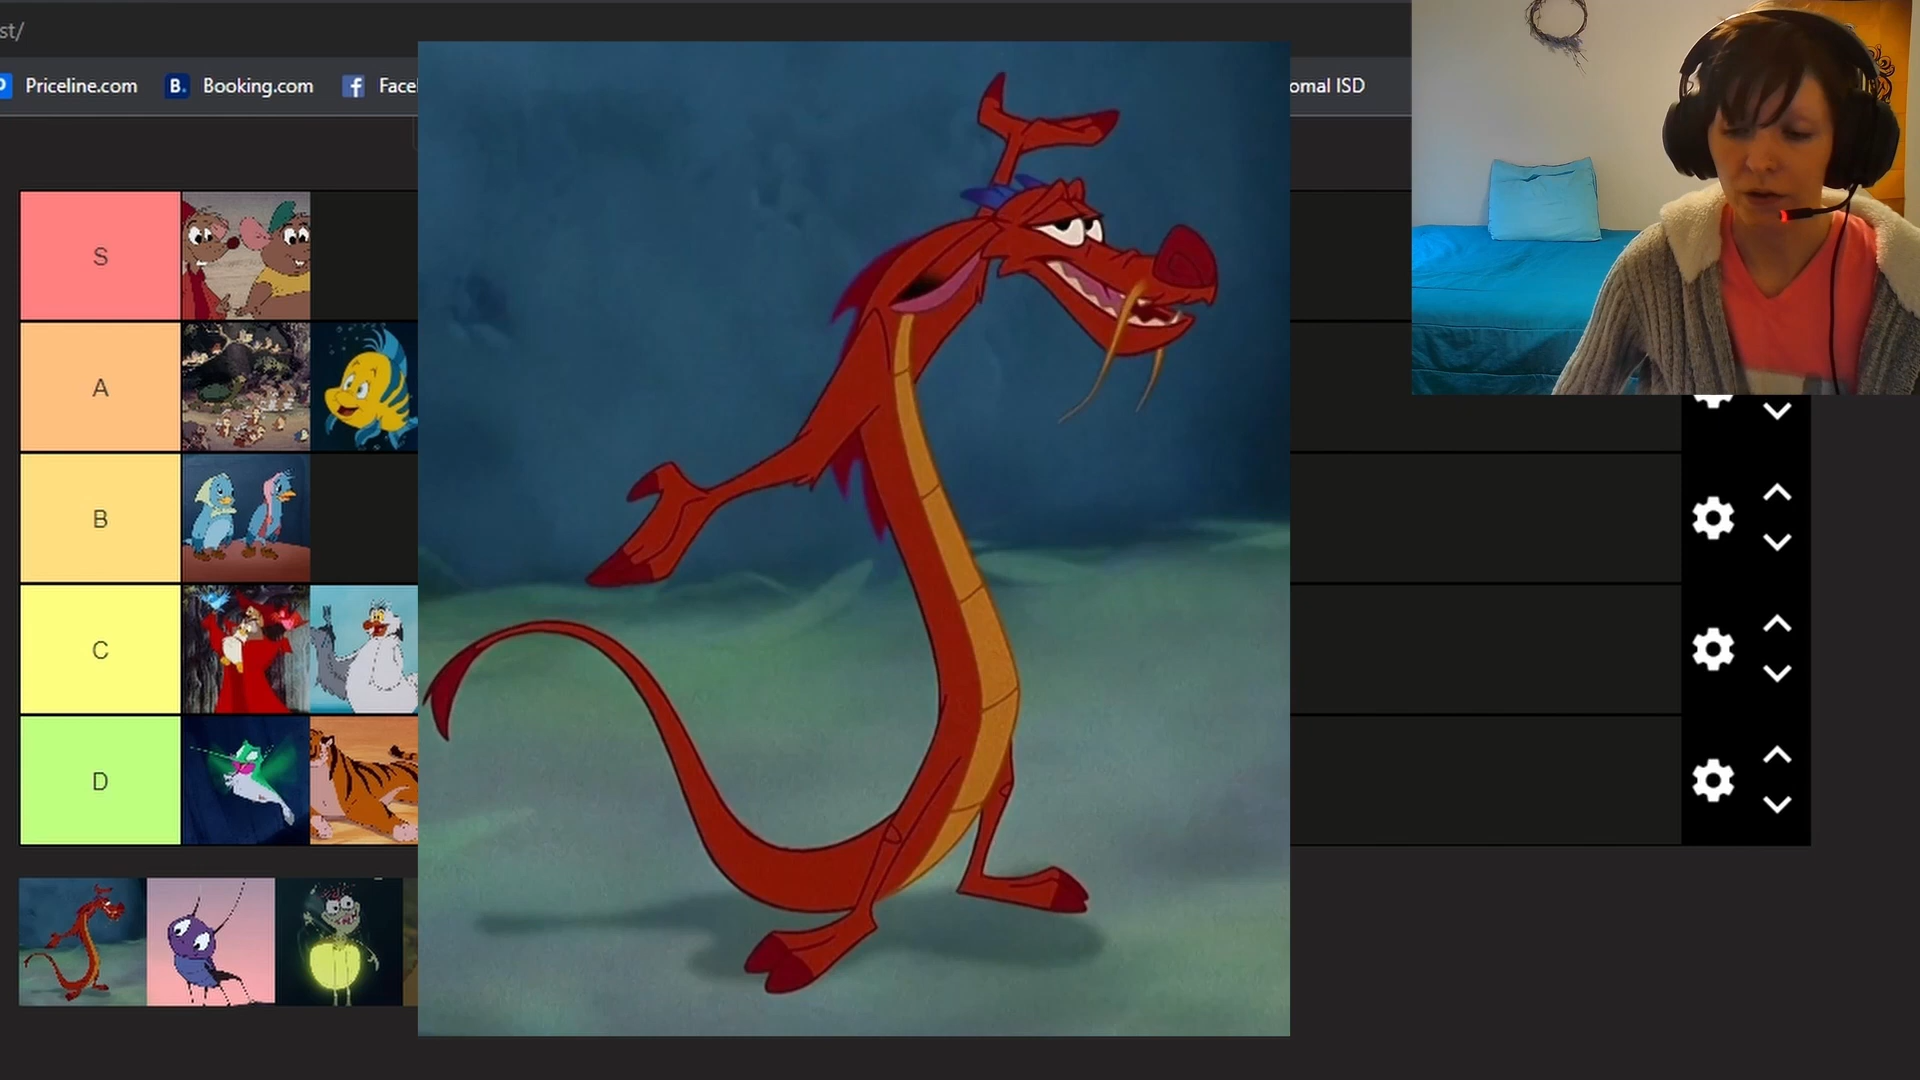 st/
Priceline.com
B. Booking.com
f Face
omal ISD
S
A
B
C
D